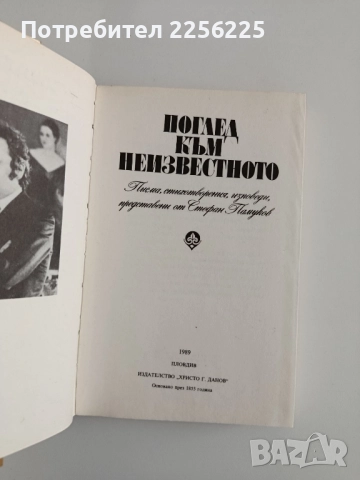 Потребител 2256225
ПОГЛЕД
КЪМ
НЕИЗВЕСТНОТО
Писма, стихотворения, изповеди,
представени от Стефан Памуков
1989
ПЛОВДИВ
ИЗДАТЕЛСТВО „ХРИСТО Г. ДАНОВ“
Основано през 1855 година
BAZAR